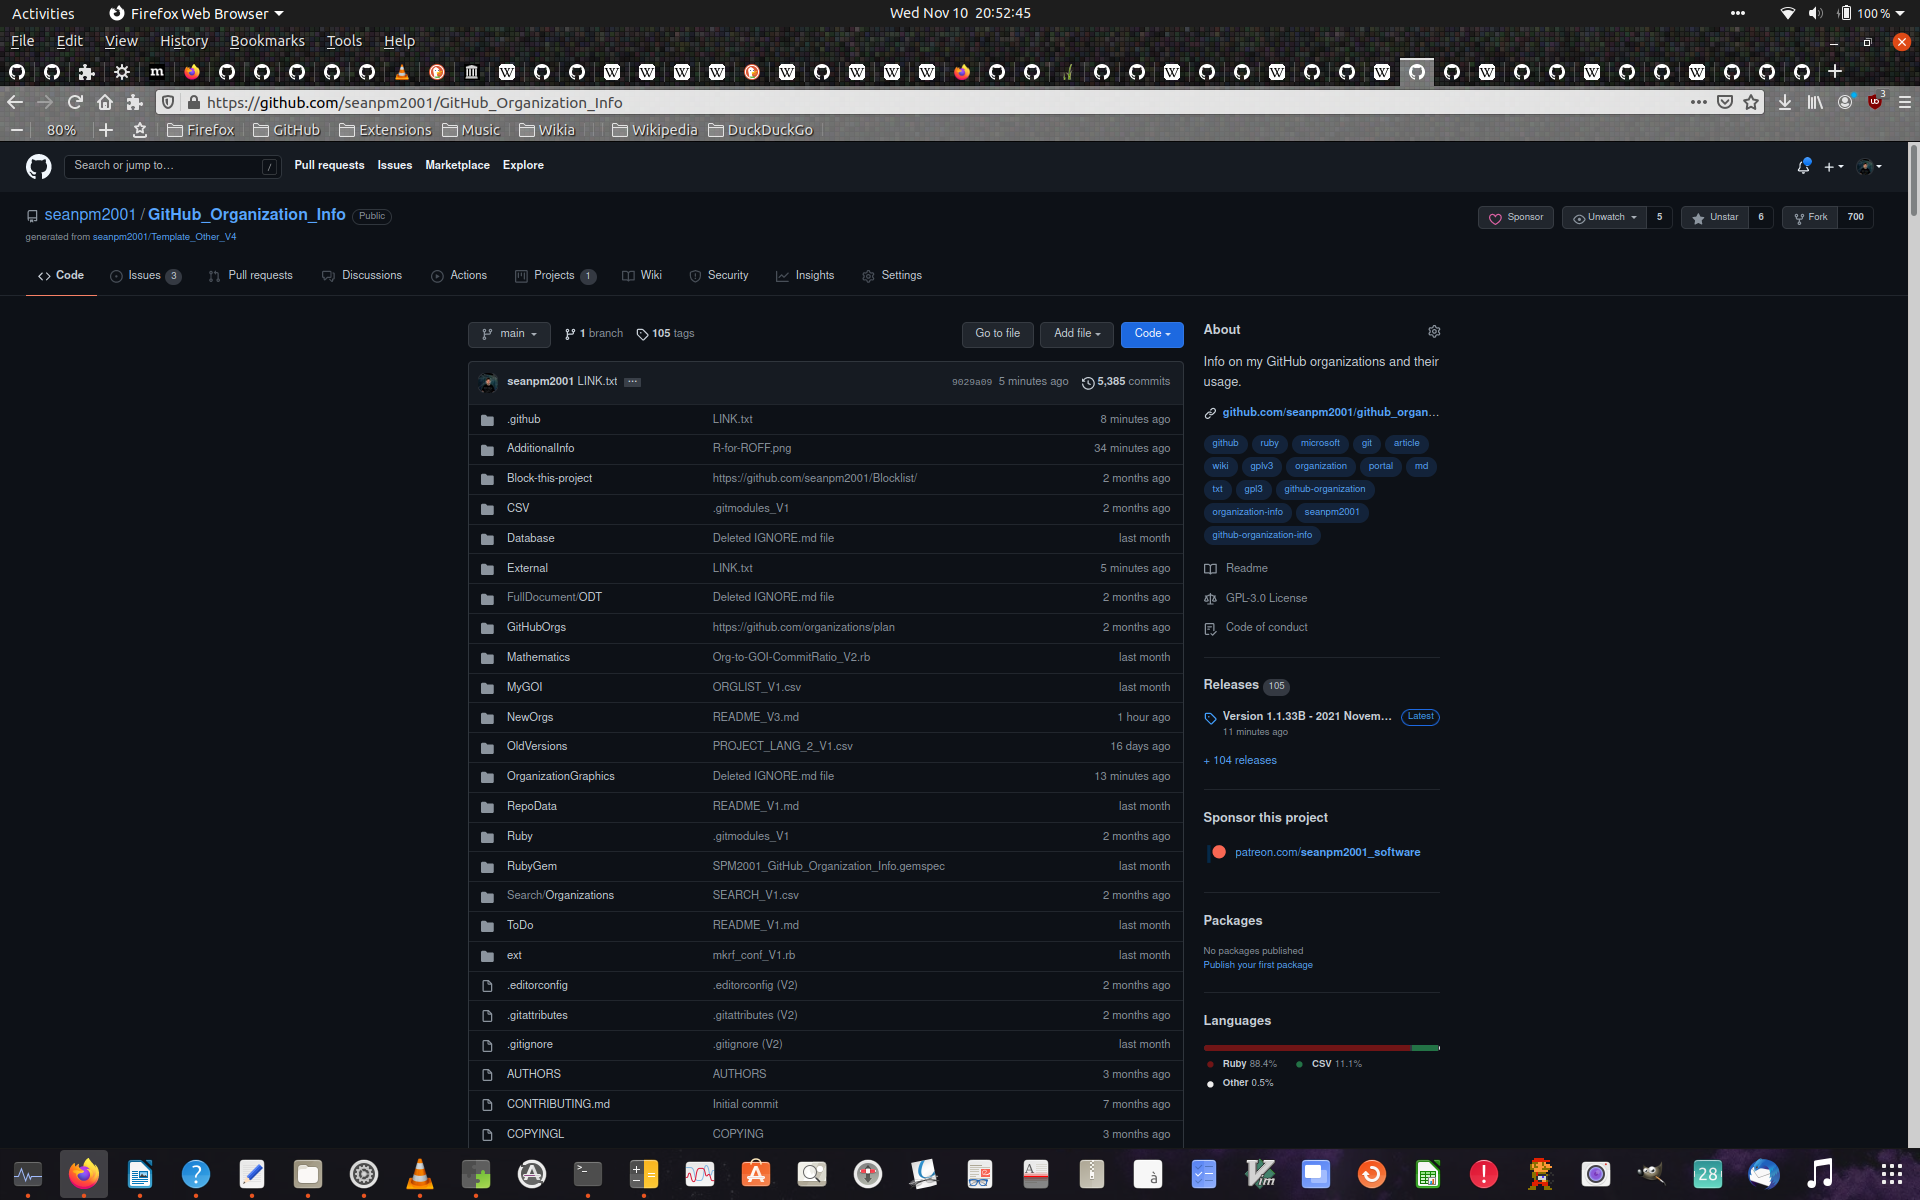 Activities Firefox Web Browser Wed Nov 10 20:52:45 100 %
File Edit View History Bookmarks Tools Help
https://github.com/seanpm2001/GitHub_Organization_Info 3
80% Firefox GitHub Extensions Music Wikia Wikipedia DuckDuckGo
Search or jump to… / Pull requests Issues Marketplace Explore
seanpm2001 / GitHub_Organization_Info Public Sponsor Unwatch 5 Unstar 6 Fork 700
generated from seanpm2001/Template_Other_V4
Code Issues 3 Pull requests Discussions Actions Projects 1 Wiki Security Insights Settings
main 1 branch 105 tags Go to file Add file Code
seanpm2001 LINK.txt ... 9029a09 5 minutes ago 5,385 commits
.github LINK.txt 8 minutes ago
AdditionalInfo R-for-ROFF.png 34 minutes ago
Block-this-project https://github.com/seanpm2001/Blocklist/ 2 months ago
CSV .gitmodules_V1 2 months ago
Database Deleted IGNORE.md file last month
External LINK.txt 5 minutes ago
FullDocument/ODT Deleted IGNORE.md file 2 months ago
GitHubOrgs https://github.com/organizations/plan 2 months ago
Mathematics Org-to-GOI-CommitRatio_V2.rb last month
MyGOI ORGLIST_V1.csv last month
NewOrgs README_V3.md 1 hour ago
OldVersions PROJECT_LANG_2_V1.csv 16 days ago
OrganizationGraphics Deleted IGNORE.md file 13 minutes ago
RepoData README_V1.md last month
Ruby .gitmodules_V1 2 months ago
RubyGem SPM2001_GitHub_Organization_Info.gemspec last month
Search/Organizations SEARCH_V1.csv 2 months ago
ToDo README_V1.md last month
ext mkrf_conf_V1.rb last month
.editorconfig .editorconfig (V2) 2 months ago
.gitattributes .gitattributes (V2) 2 months ago
.gitignore .gitignore (V2) last month
AUTHORS AUTHORS 3 months ago
CONTRIBUTING.md Initial commit 7 months ago
COPYINGL COPYING 3 months ago
About
Info on my GitHub organizations and their
usage.
github.com/seanpm2001/github_organ…
github ruby microsoft git article
wiki gplv3 organization portal md
txt gpl3 github-organization
organization-info seanpm2001
github-organization-info
Readme
GPL-3.0 License
Code of conduct
Releases 105
Version 1.1.33B - 2021 Novem… Latest
11 minutes ago
+ 104 releases
Sponsor this project
patreon.com/seanpm2001_software
Packages
No packages published
Publish your first package
Languages
Ruby 88.4% CSV 11.1%
Other 0.5%
28